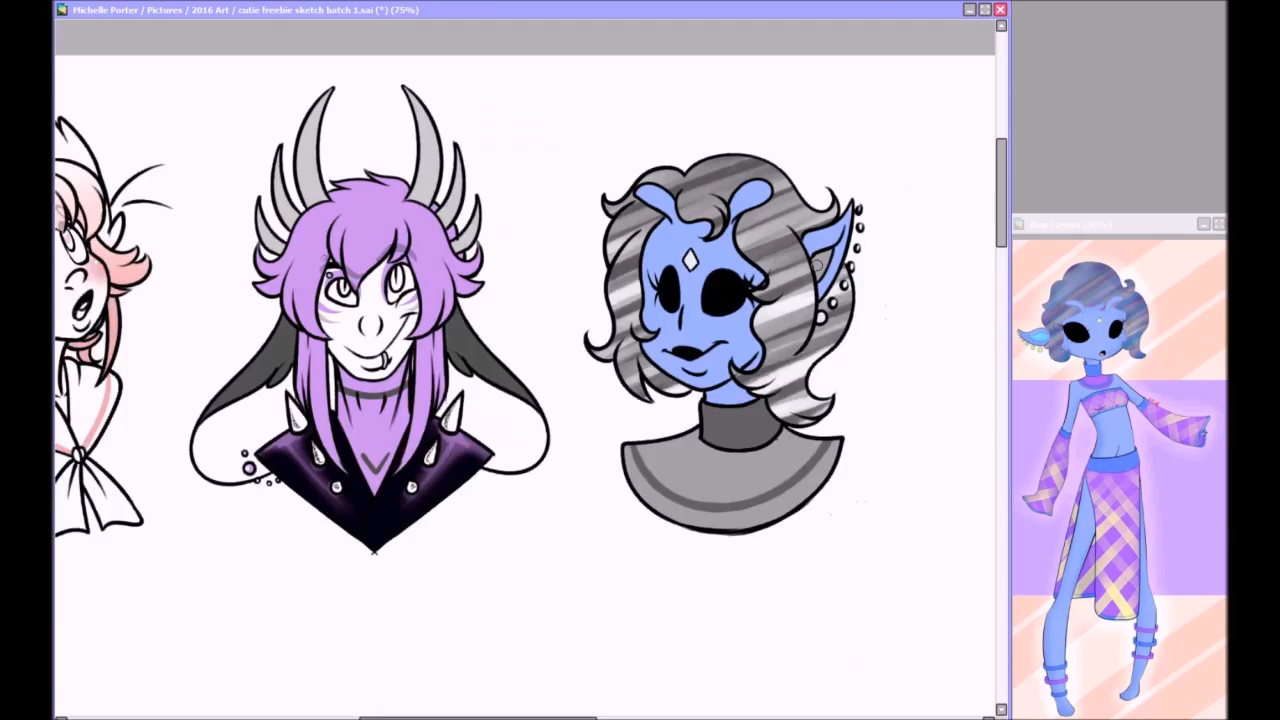 Michelle Porter / Pictures / 2016 Art / cutie freebie sketch batch 1.sai (*) (75%)